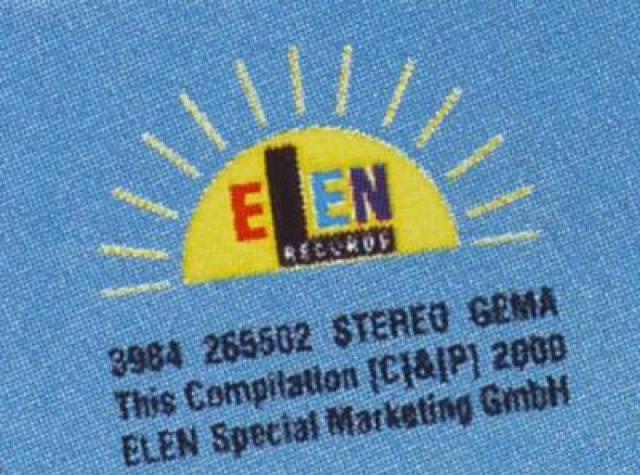 ELEN
RECORDS
3984 265502 STEREO GEMA
This Compilation [C]&[P] 2000
ELEN Special Marketing GmbH